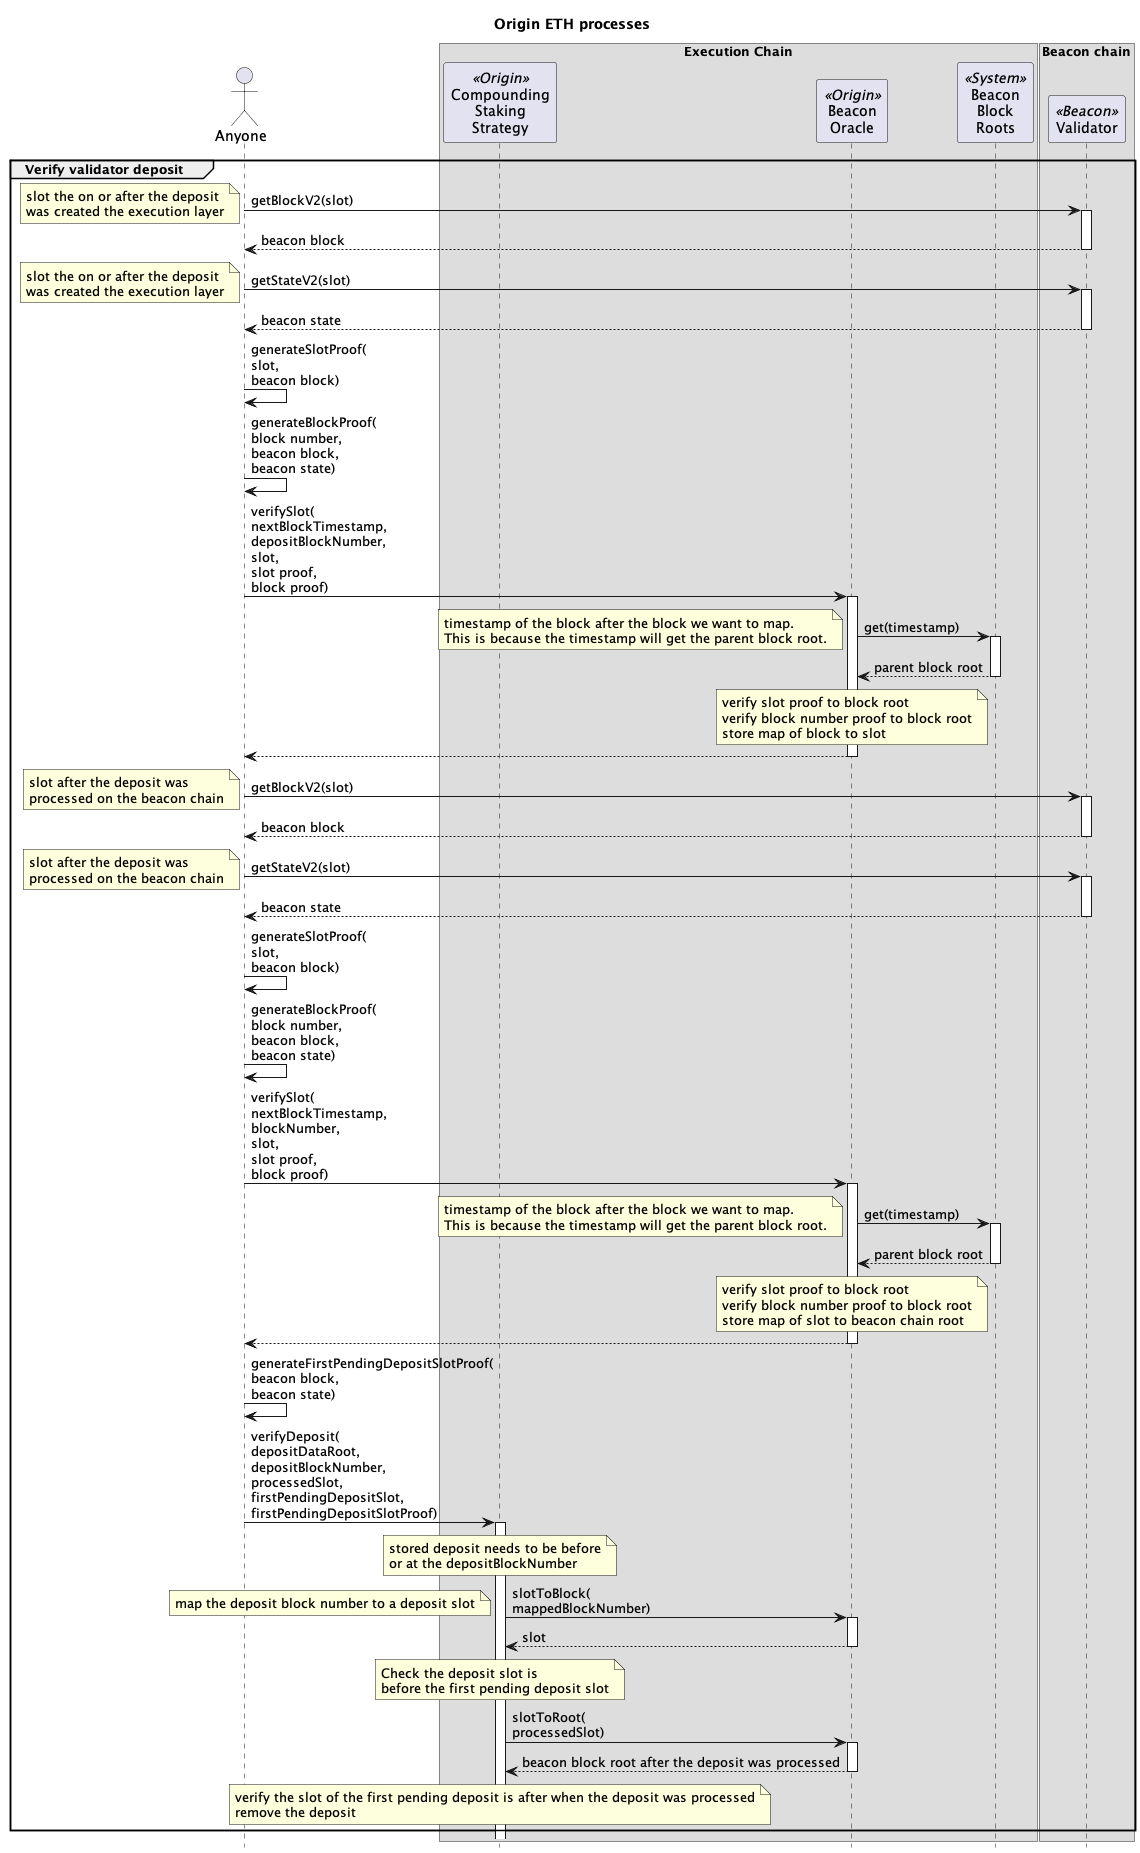 Origin ETH processes
Execution Chain
Beacon chain
Anyone
«Origin»
Compounding
Staking
Strategy
«Origin»
Beacon
Oracle
«System»
Beacon
Block
Roots
«Beacon»
Validator
Verify validator deposit
slot the on or after the deposit
was created the execution layer
getBlockV2(slot)
beacon block
slot the on or after the deposit
was created the execution layer
getStateV2(slot)
beacon state
generateSlotProof(
slot,
beacon block)
generateBlockProof(
block number,
beacon block,
beacon state)
verifySlot(
nextBlockTimestamp,
depositBlockNumber,
slot,
slot proof,
block proof)
timestamp of the block after the block we want to map.
This is because the timestamp will get the parent block root.
get(timestamp)
parent block root
verify slot proof to block root
verify block number proof to block root
store map of block to slot
slot after the deposit was
processed on the beacon chain
getBlockV2(slot)
beacon block
slot after the deposit was
processed on the beacon chain
getStateV2(slot)
beacon state
generateSlotProof(
slot,
beacon block)
generateBlockProof(
block number,
beacon block,
beacon state)
verifySlot(
nextBlockTimestamp,
blockNumber,
slot,
slot proof,
block proof)
timestamp of the block after the block we want to map.
This is because the timestamp will get the parent block root.
get(timestamp)
parent block root
verify slot proof to block root
verify block number proof to block root
store map of slot to beacon chain root
generateFirstPendingDepositSlotProof(
beacon block,
beacon state)
verifyDeposit(
depositDataRoot,
depositBlockNumber,
processedSlot,
firstPendingDepositSlot,
firstPendingDepositSlotProof)
stored deposit needs to be before
or at the depositBlockNumber
map the deposit block number to a deposit slot
slotToBlock(
mappedBlockNumber)
slot
Check the deposit slot is
before the first pending deposit slot
slotToRoot(
processedSlot)
beacon block root after the deposit was processed
verify the slot of the first pending deposit is after when the deposit was processed
remove the deposit